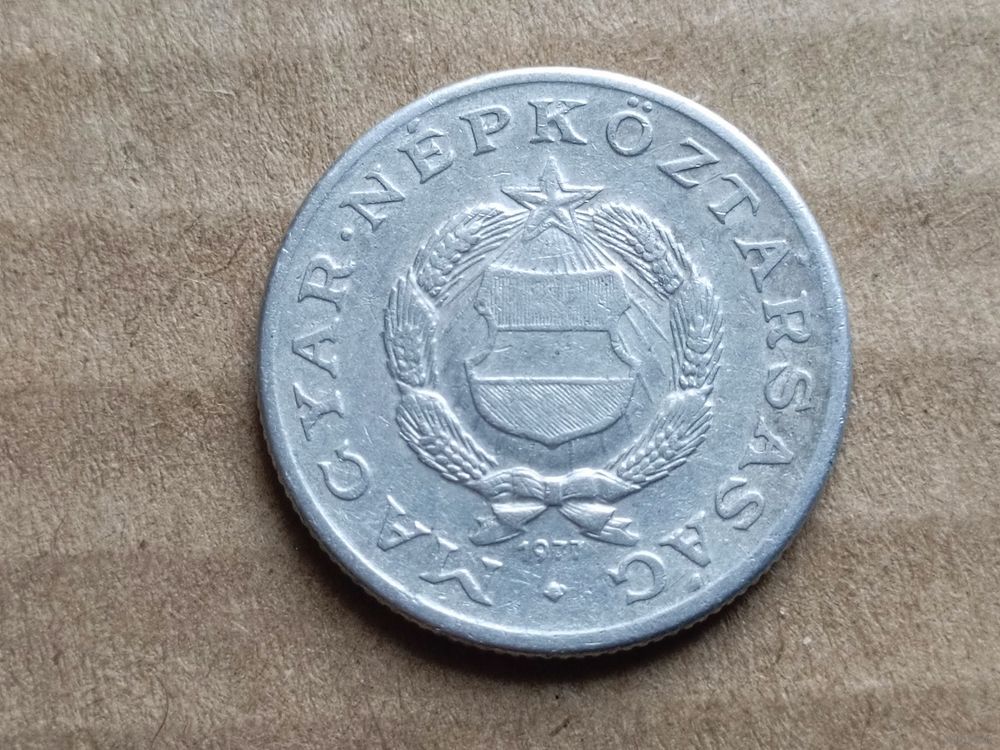 MAGYAR · NÉPKÖZTÁRSASÁG
1977